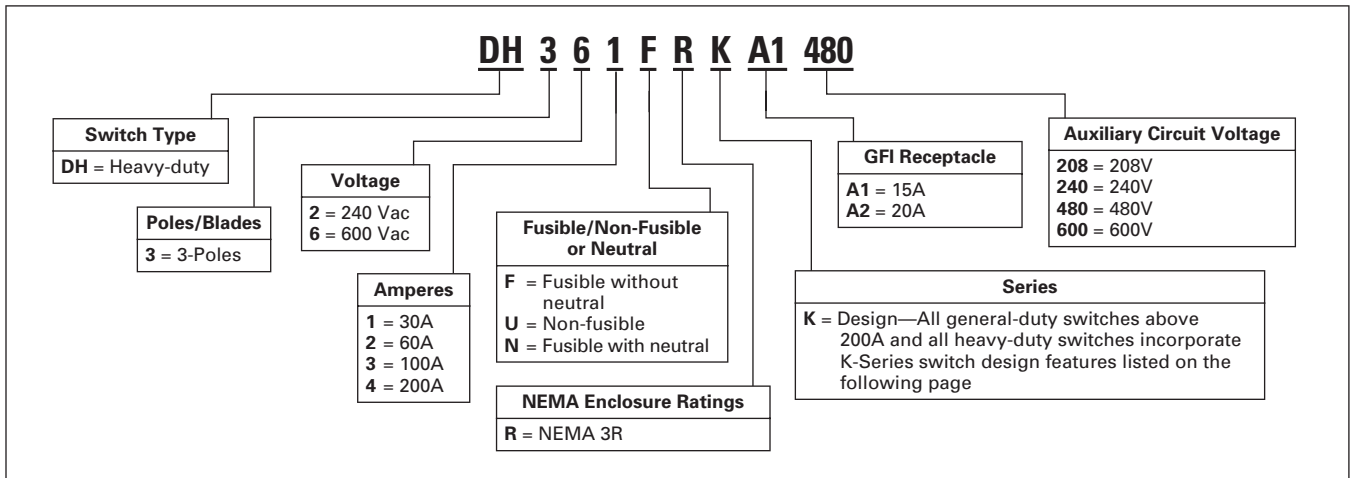 DH 3 6 1 F R K A1 480
Switch Type
DH = Heavy-duty
Poles/Blades
3 = 3-Poles
Voltage
2 = 240 Vac
6 = 600 Vac
Amperes
1 = 30A
2 = 60A
3 = 100A
4 = 200A
Fusible/Non-Fusible
or Neutral
F = Fusible without
neutral
U = Non-fusible
N = Fusible with neutral
NEMA Enclosure Ratings
R = NEMA 3R
GFI Receptacle
A1 = 15A
A2 = 20A
Auxiliary Circuit Voltage
208 = 208V
240 = 240V
480 = 480V
600 = 600V
Series
K = Design—All general-duty switches above
200A and all heavy-duty switches incorporate
K-Series switch design features listed on the
following page